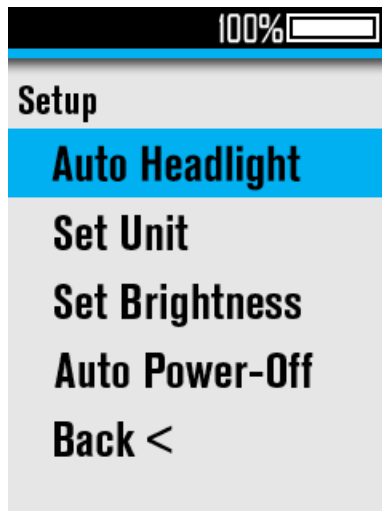 100%
Setup
Auto Headlight
Set Unit
Set Brightness
Auto Power-Off
Back <